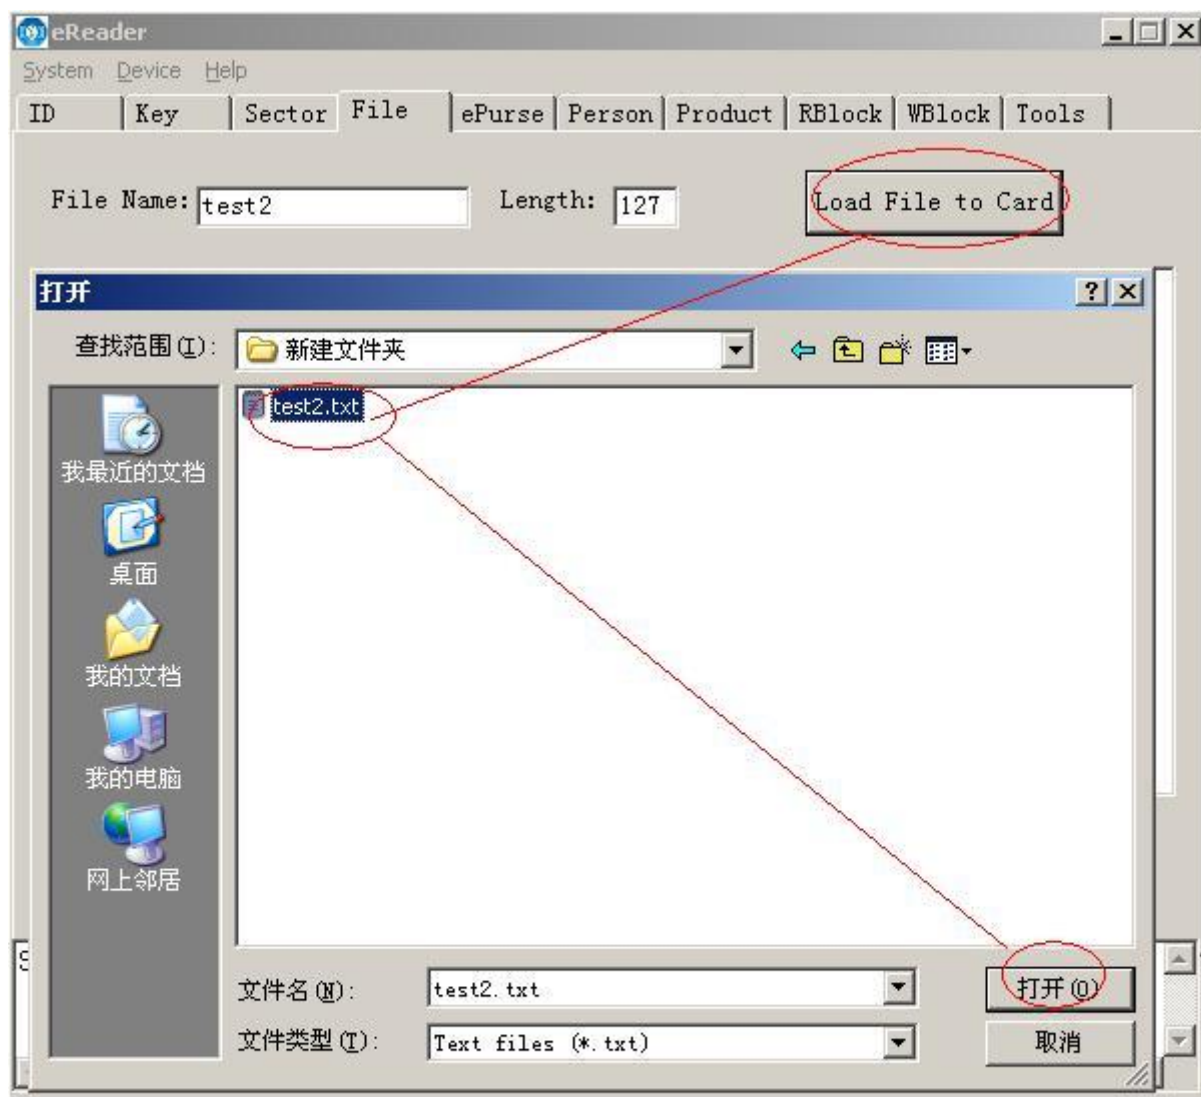 eReader
System Device Help
ID Key Sector File ePurse Person Product RBlock WBlock Tools
File Name: test2 Length: 127 Load File to Card
打开
查找范围(I): 新建文件夹
test2.txt
我最近的文档
桌面
我的文档
我的电脑
网上邻居
文件名(N): test2.txt 打开(O)
文件类型(T): Text files (*.txt) 取消